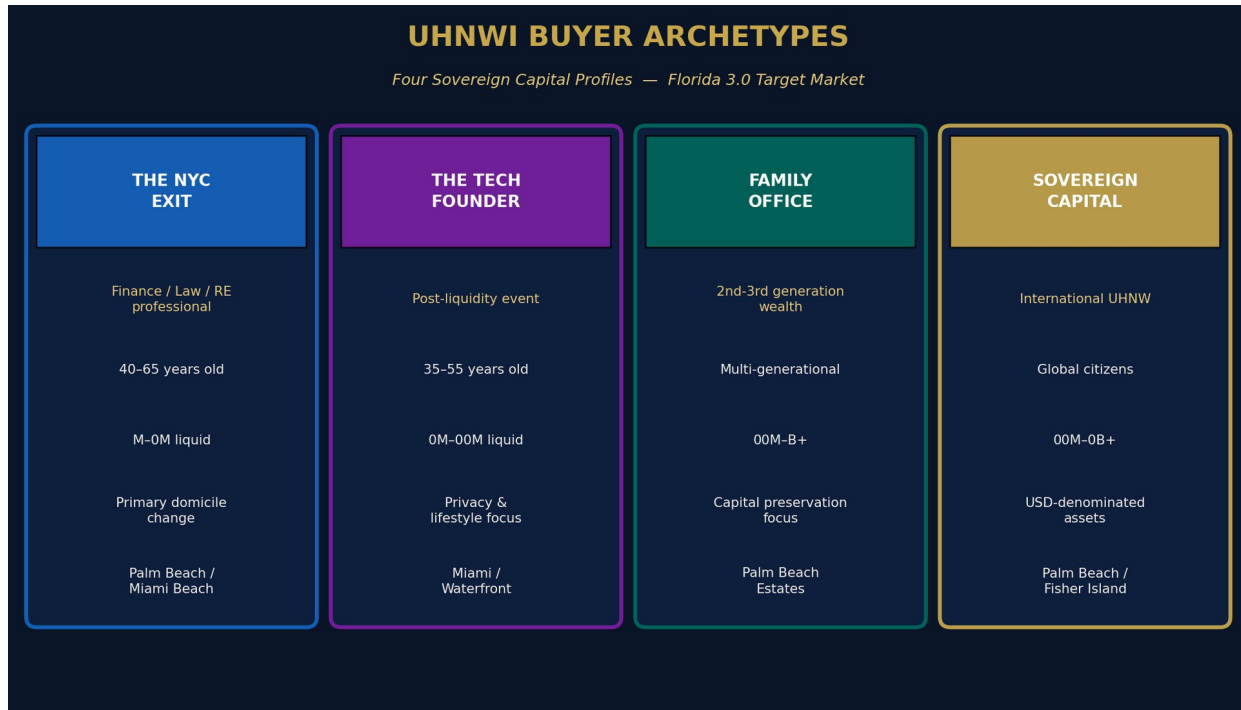 UHNWI BUYER ARCHETYPES
Four Sovereign Capital Profiles — Florida 3.0 Target Market
THE NYC
EXIT
Finance / Law / RE
professional
40–65 years old
M–0M liquid
Primary domicile
change
Palm Beach /
Miami Beach
THE TECH
FOUNDER
Post-liquidity event
35–55 years old
0M–00M liquid
Privacy &
lifestyle focus
Miami /
Waterfront
FAMILY
OFFICE
2nd-3rd generation
wealth
Multi-generational
00M–B+
Capital preservation
focus
Palm Beach
Estates
SOVEREIGN
CAPITAL
International UHNW
Global citizens
00M–0B+
USD-denominated
assets
Palm Beach /
Fisher Island